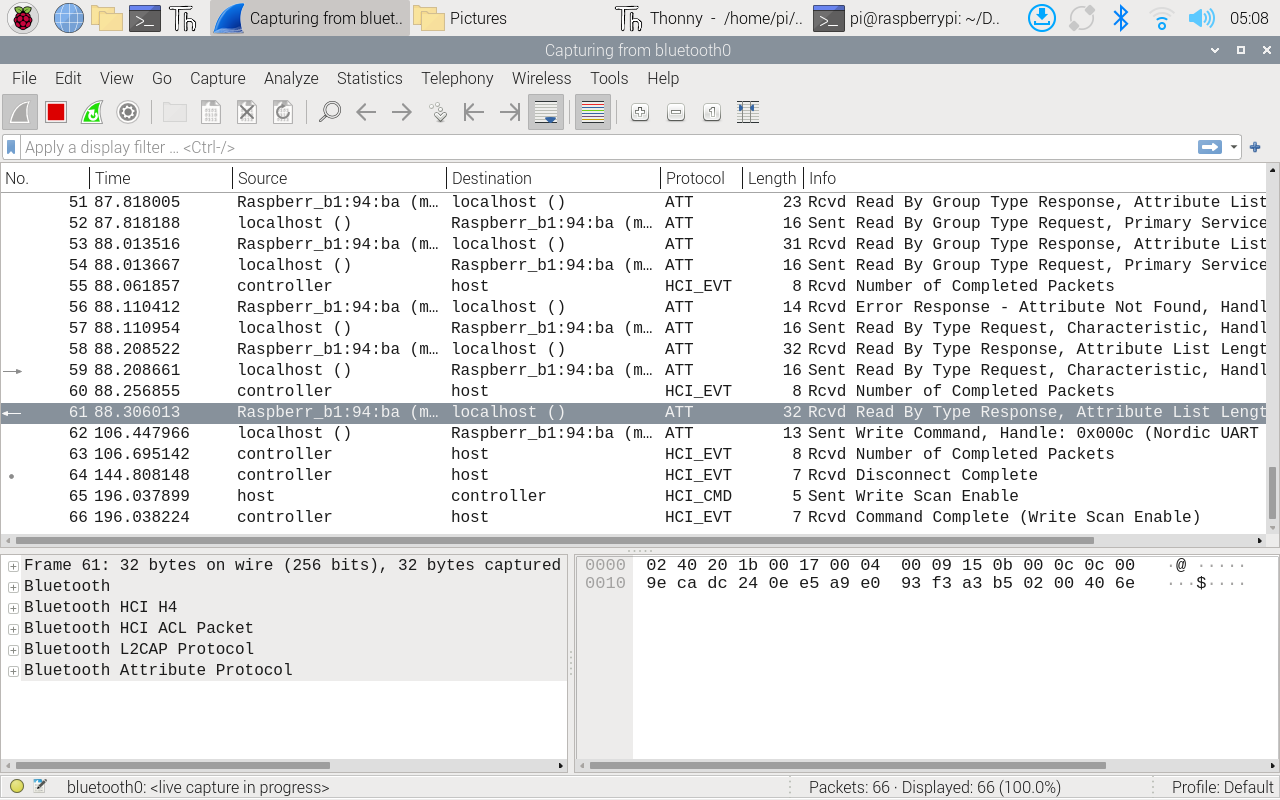 Capturing from bluet.. Pictures Thonny - /home/pi/.. pi@raspberrypi: ~/D.. 05:08
Capturing from bluetooth0
File Edit View Go Capture Analyze Statistics Telephony Wireless Tools Help
Apply a display filter … <Ctrl-/>
No. Time Source Destination Protocol Length Info
51 87.818005 Raspberr_b1:94:ba (m… localhost () ATT 23 Rcvd Read By Group Type Response, Attribute List
52 87.818188 localhost () Raspberr_b1:94:ba (m… ATT 16 Sent Read By Group Type Request, Primary Service
53 88.013516 Raspberr_b1:94:ba (m… localhost () ATT 31 Rcvd Read By Group Type Response, Attribute List
54 88.013667 localhost () Raspberr_b1:94:ba (m… ATT 16 Sent Read By Group Type Request, Primary Service
55 88.061857 controller host HCI_EVT 8 Rcvd Number of Completed Packets
56 88.110412 Raspberr_b1:94:ba (m… localhost () ATT 14 Rcvd Error Response - Attribute Not Found, Handl
57 88.110954 localhost () Raspberr_b1:94:ba (m… ATT 16 Sent Read By Type Request, Characteristic, Handl
58 88.208522 Raspberr_b1:94:ba (m… localhost () ATT 32 Rcvd Read By Type Response, Attribute List Lengt
59 88.208661 localhost () Raspberr_b1:94:ba (m… ATT 16 Sent Read By Type Request, Characteristic, Handl
60 88.256855 controller host HCI_EVT 8 Rcvd Number of Completed Packets
61 88.306013 Raspberr_b1:94:ba (m… localhost () ATT 32 Rcvd Read By Type Response, Attribute List Lengt
62 106.447966 localhost () Raspberr_b1:94:ba (m… ATT 13 Sent Write Command, Handle: 0x000c (Nordic UART
63 106.695142 controller host HCI_EVT 8 Rcvd Number of Completed Packets
64 144.808148 controller host HCI_EVT 7 Rcvd Disconnect Complete
65 196.037899 host controller HCI_CMD 5 Sent Write Scan Enable
66 196.038224 controller host HCI_EVT 7 Rcvd Command Complete (Write Scan Enable)
Frame 61: 32 bytes on wire (256 bits), 32 bytes captured
Bluetooth
Bluetooth HCI H4
Bluetooth HCI ACL Packet
Bluetooth L2CAP Protocol
Bluetooth Attribute Protocol
0000 02 40 20 1b 00 17 00 04 00 09 15 0b 00 0c 0c 00 ·@ ·····
0010 9e ca dc 24 0e e5 a9 e0 93 f3 a3 b5 02 00 40 6e ···$····
bluetooth0: <live capture in progress> Packets: 66 · Displayed: 66 (100.0%) Profile: Default